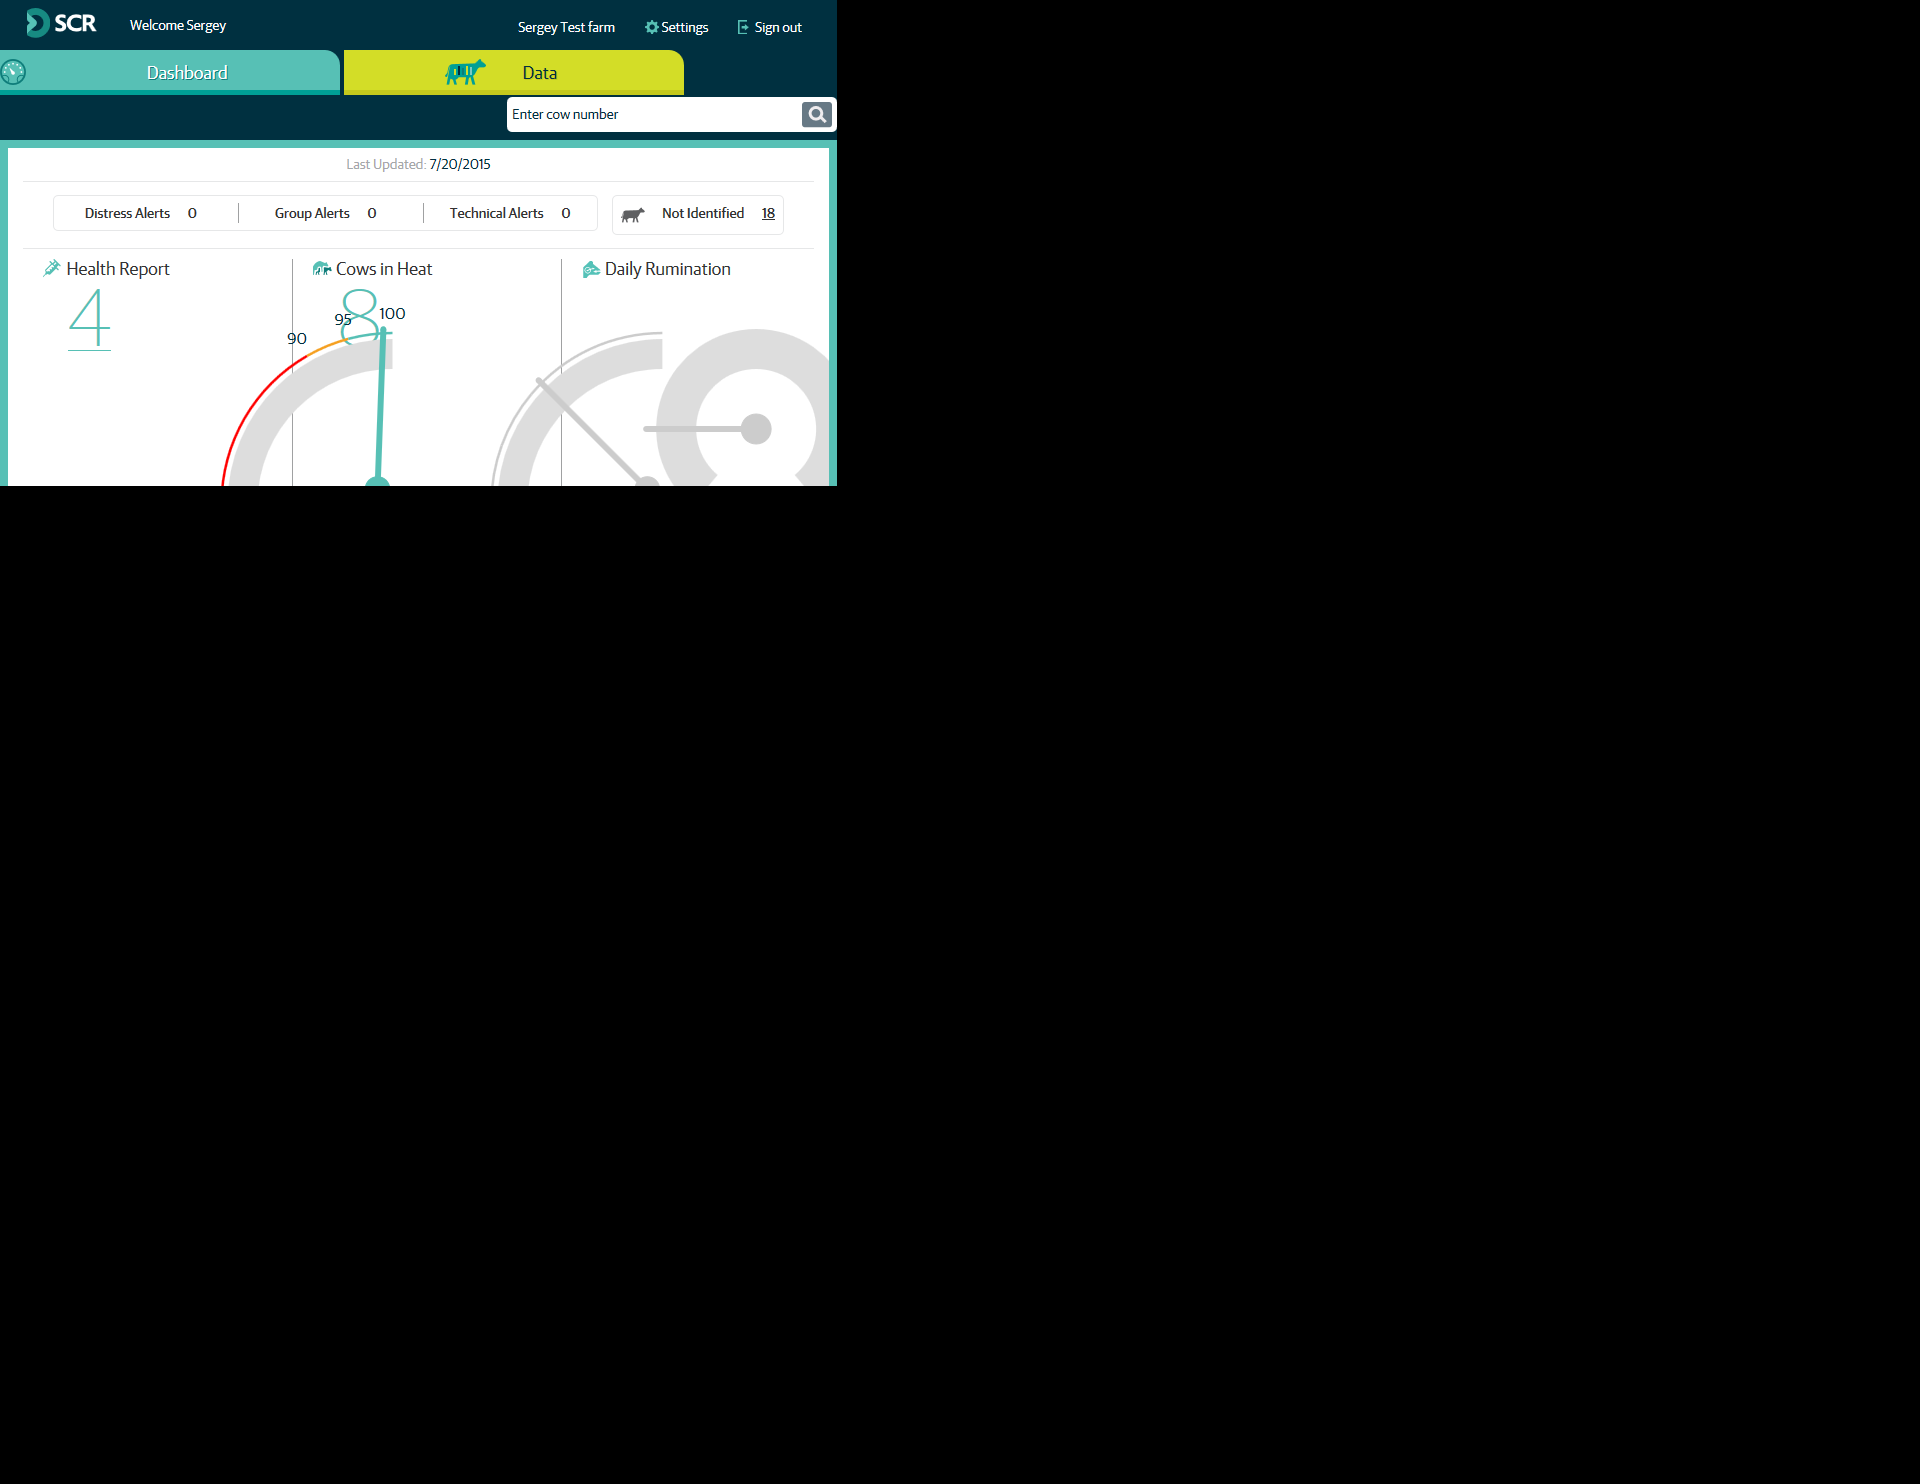 SCR Welcome Sergey Sergey Test farm Settings Sign out
Dashboard Data
Enter cow number
Last Updated: 7/20/2015
Distress Alerts 0 Group Alerts 0 Technical Alerts 0 Not Identified 18
Health Report Cows in Heat Daily Rumination
4 8
90 95 100